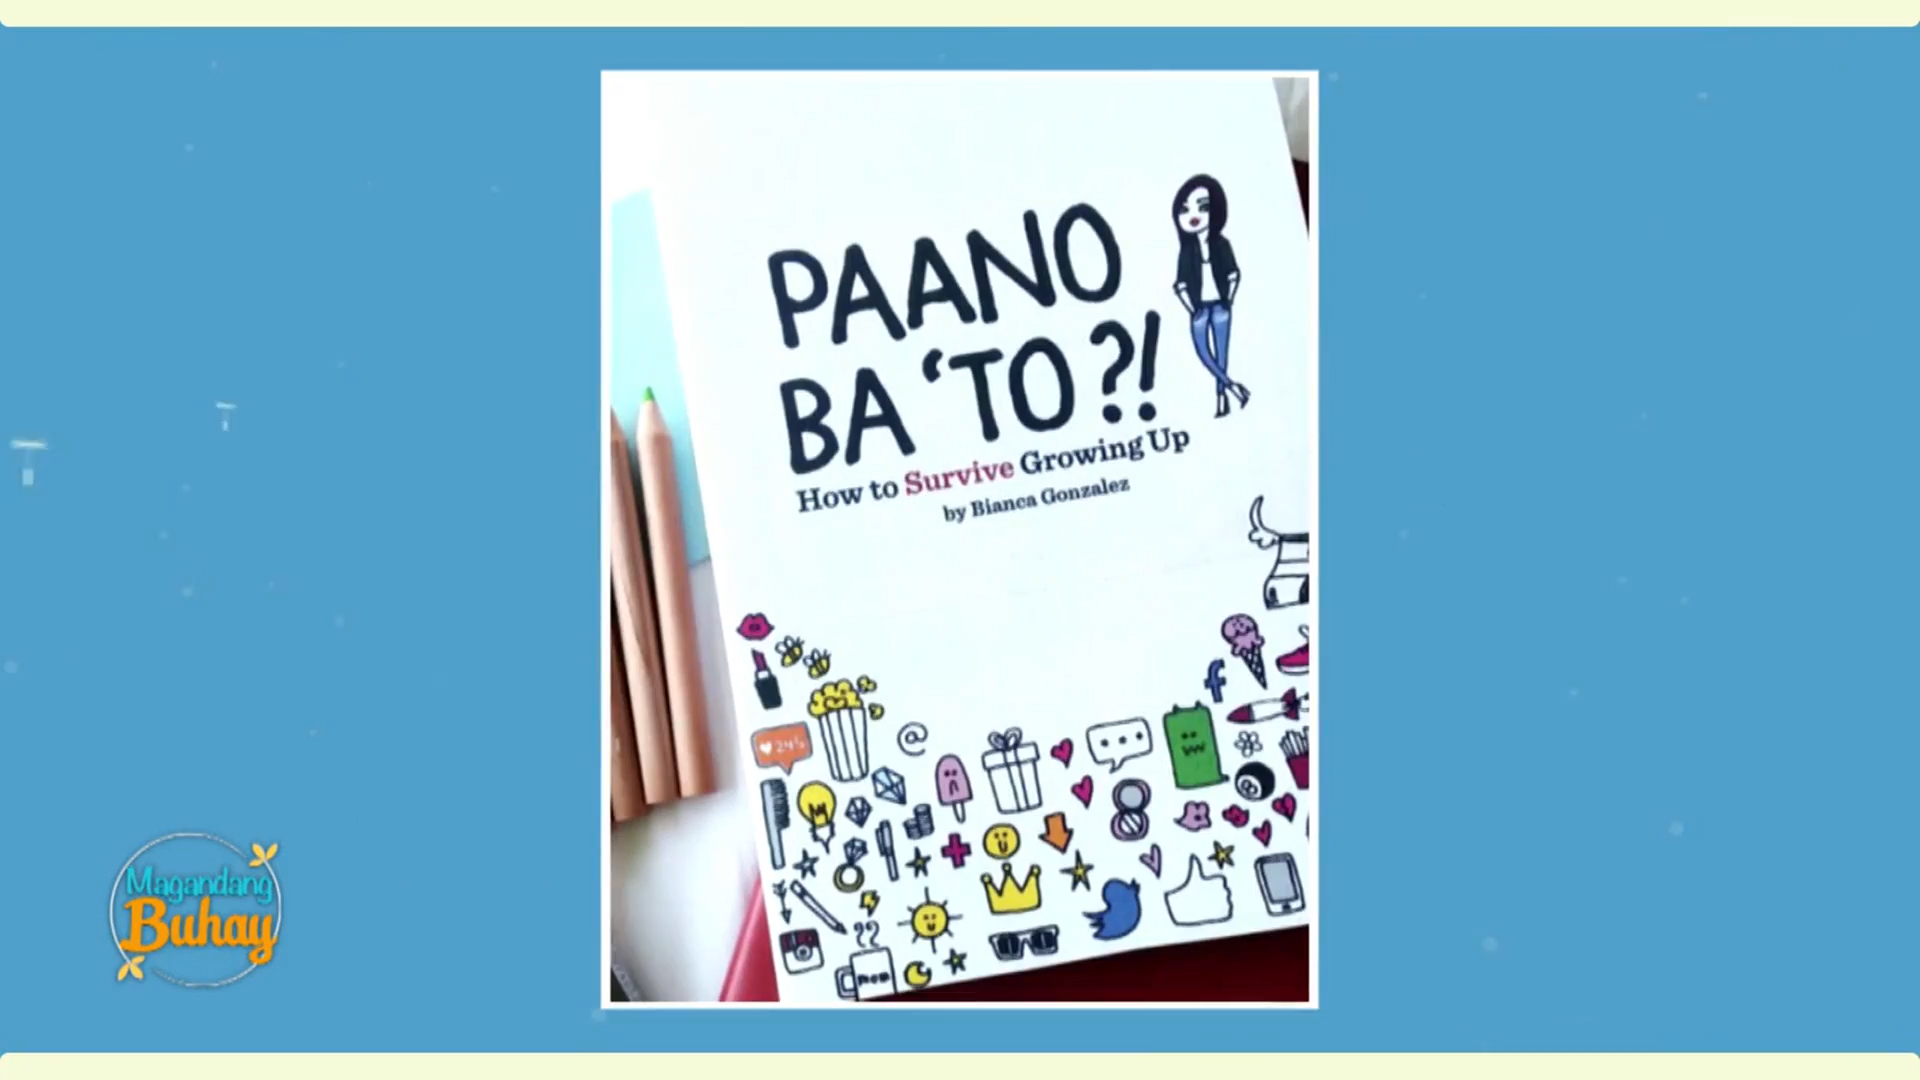 PAANO
BA ‘TO ?!
How to Survive Growing Up
by Bianca Gonzalez
@
f
Magandang
Buhay